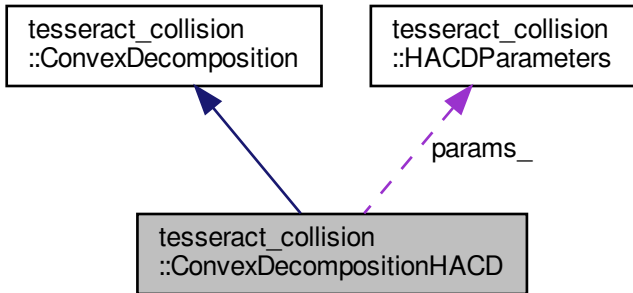 tesseract_collision
::ConvexDecomposition
tesseract_collision
::HACDParameters
params_
tesseract_collision
::ConvexDecompositionHACD